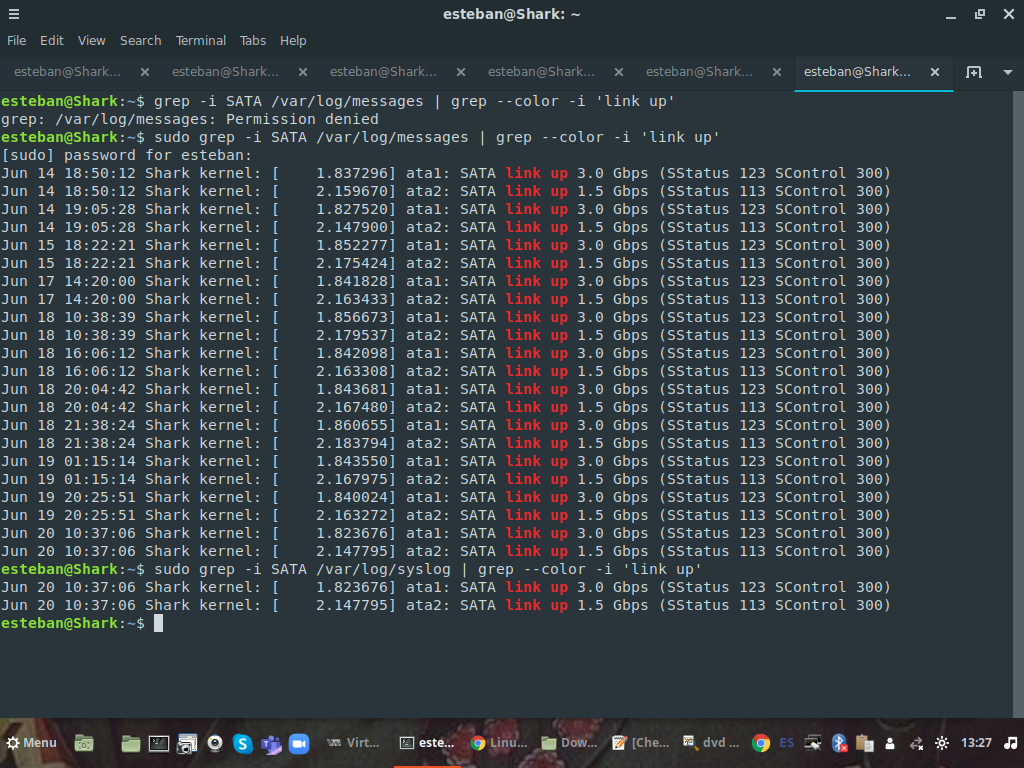 esteban@Shark: ~
File Edit View Search Terminal Tabs Help
esteban@Shark... esteban@Shark... esteban@Shark... esteban@Shark... esteban@Shark... esteban@Shark...
esteban@Shark:~$ grep -i SATA /var/log/messages | grep --color -i 'link up'
grep: /var/log/messages: Permission denied
esteban@Shark:~$ sudo grep -i SATA /var/log/messages | grep --color -i 'link up'
[sudo] password for esteban:
Jun 14 18:50:12 Shark kernel: [    1.837296] ata1: SATA link up 3.0 Gbps (SStatus 123 SControl 300)
Jun 14 18:50:12 Shark kernel: [    2.159670] ata2: SATA link up 1.5 Gbps (SStatus 113 SControl 300)
Jun 14 19:05:28 Shark kernel: [    1.827520] ata1: SATA link up 3.0 Gbps (SStatus 123 SControl 300)
Jun 14 19:05:28 Shark kernel: [    2.147900] ata2: SATA link up 1.5 Gbps (SStatus 113 SControl 300)
Jun 15 18:22:21 Shark kernel: [    1.852277] ata1: SATA link up 3.0 Gbps (SStatus 123 SControl 300)
Jun 15 18:22:21 Shark kernel: [    2.175424] ata2: SATA link up 1.5 Gbps (SStatus 113 SControl 300)
Jun 17 14:20:00 Shark kernel: [    1.841828] ata1: SATA link up 3.0 Gbps (SStatus 123 SControl 300)
Jun 17 14:20:00 Shark kernel: [    2.163433] ata2: SATA link up 1.5 Gbps (SStatus 113 SControl 300)
Jun 18 10:38:39 Shark kernel: [    1.856673] ata1: SATA link up 3.0 Gbps (SStatus 123 SControl 300)
Jun 18 10:38:39 Shark kernel: [    2.179537] ata2: SATA link up 1.5 Gbps (SStatus 113 SControl 300)
Jun 18 16:06:12 Shark kernel: [    1.842098] ata1: SATA link up 3.0 Gbps (SStatus 123 SControl 300)
Jun 18 16:06:12 Shark kernel: [    2.163308] ata2: SATA link up 1.5 Gbps (SStatus 113 SControl 300)
Jun 18 20:04:42 Shark kernel: [    1.843681] ata1: SATA link up 3.0 Gbps (SStatus 123 SControl 300)
Jun 18 20:04:42 Shark kernel: [    2.167480] ata2: SATA link up 1.5 Gbps (SStatus 113 SControl 300)
Jun 18 21:38:24 Shark kernel: [    1.860655] ata1: SATA link up 3.0 Gbps (SStatus 123 SControl 300)
Jun 18 21:38:24 Shark kernel: [    2.183794] ata2: SATA link up 1.5 Gbps (SStatus 113 SControl 300)
Jun 19 01:15:14 Shark kernel: [    1.843550] ata1: SATA link up 3.0 Gbps (SStatus 123 SControl 300)
Jun 19 01:15:14 Shark kernel: [    2.167975] ata2: SATA link up 1.5 Gbps (SStatus 113 SControl 300)
Jun 19 20:25:51 Shark kernel: [    1.840024] ata1: SATA link up 3.0 Gbps (SStatus 123 SControl 300)
Jun 19 20:25:51 Shark kernel: [    2.163272] ata2: SATA link up 1.5 Gbps (SStatus 113 SControl 300)
Jun 20 10:37:06 Shark kernel: [    1.823676] ata1: SATA link up 3.0 Gbps (SStatus 123 SControl 300)
Jun 20 10:37:06 Shark kernel: [    2.147795] ata2: SATA link up 1.5 Gbps (SStatus 113 SControl 300)
esteban@Shark:~$ sudo grep -i SATA /var/log/syslog | grep --color -i 'link up'
Jun 20 10:37:06 Shark kernel: [    1.823676] ata1: SATA link up 3.0 Gbps (SStatus 123 SControl 300)
Jun 20 10:37:06 Shark kernel: [    2.147795] ata2: SATA link up 1.5 Gbps (SStatus 113 SControl 300)
esteban@Shark:~$
Menu Virt... este... Linu... Dow... [Che... dvd ... ES 13:27